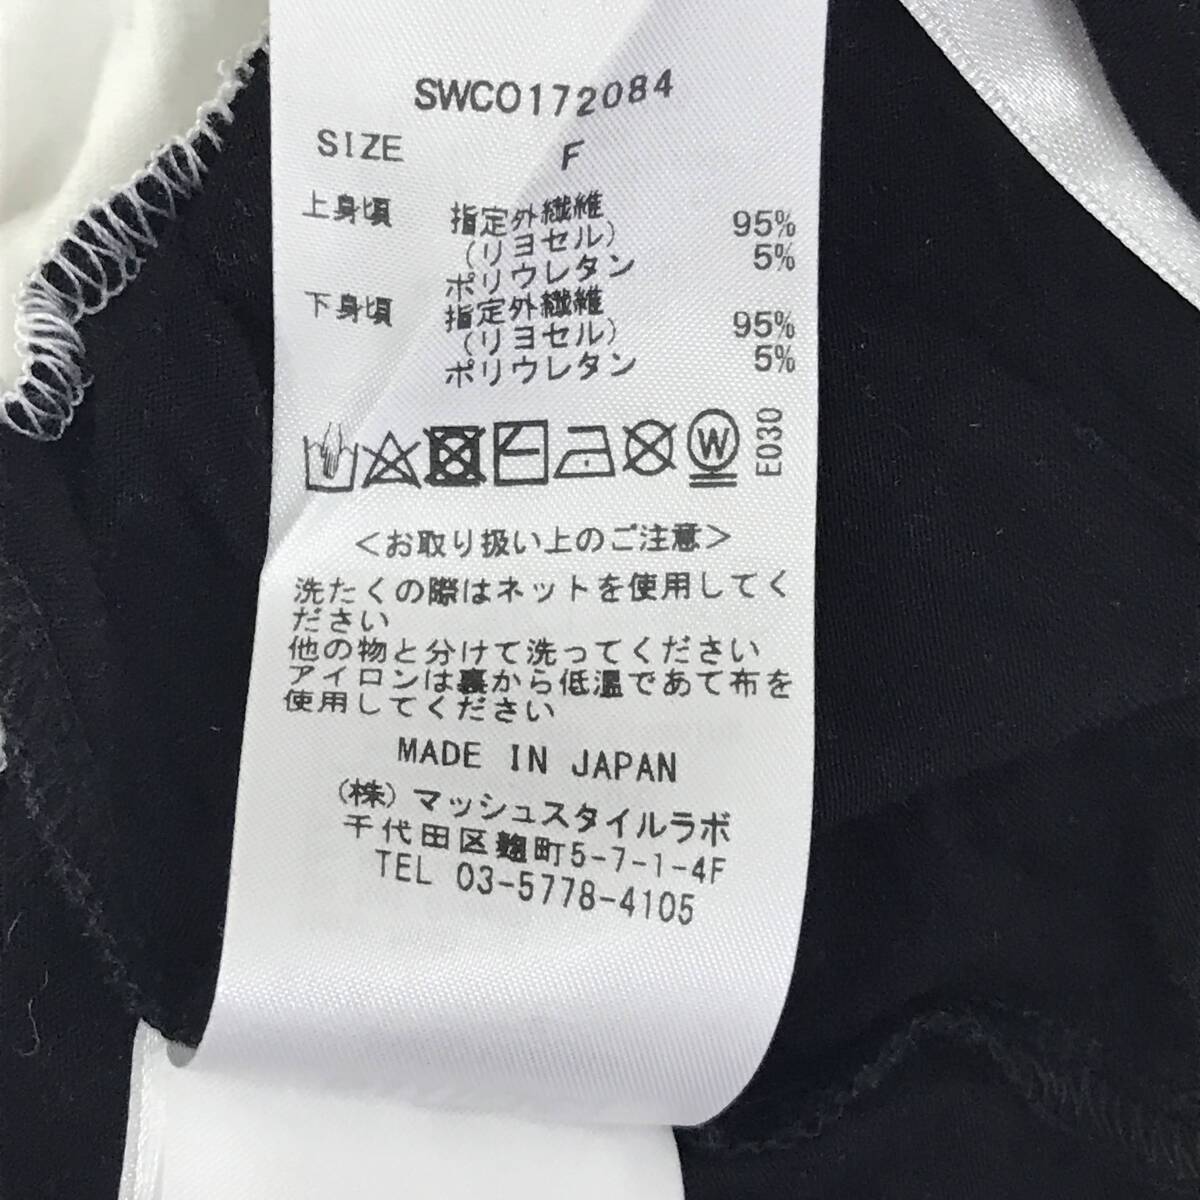 SWCO172084
SIZE F
上身頃 指定外繊維
(リヨセル) 95%
ポリウレタン 5%
下身頃 指定外繊維
(リヨセル) 95%
ポリウレタン 5%
W E030
<お取り扱い上のご注意>
洗たくの際はネットを使用してく
ださい
他の物と分けて洗ってください
アイロンは裏から低温であて布を
使用してください
MADE IN JAPAN
(株)マッシュスタイルラボ
千代田区麹町5-7-1-4F
TEL 03-5778-4105